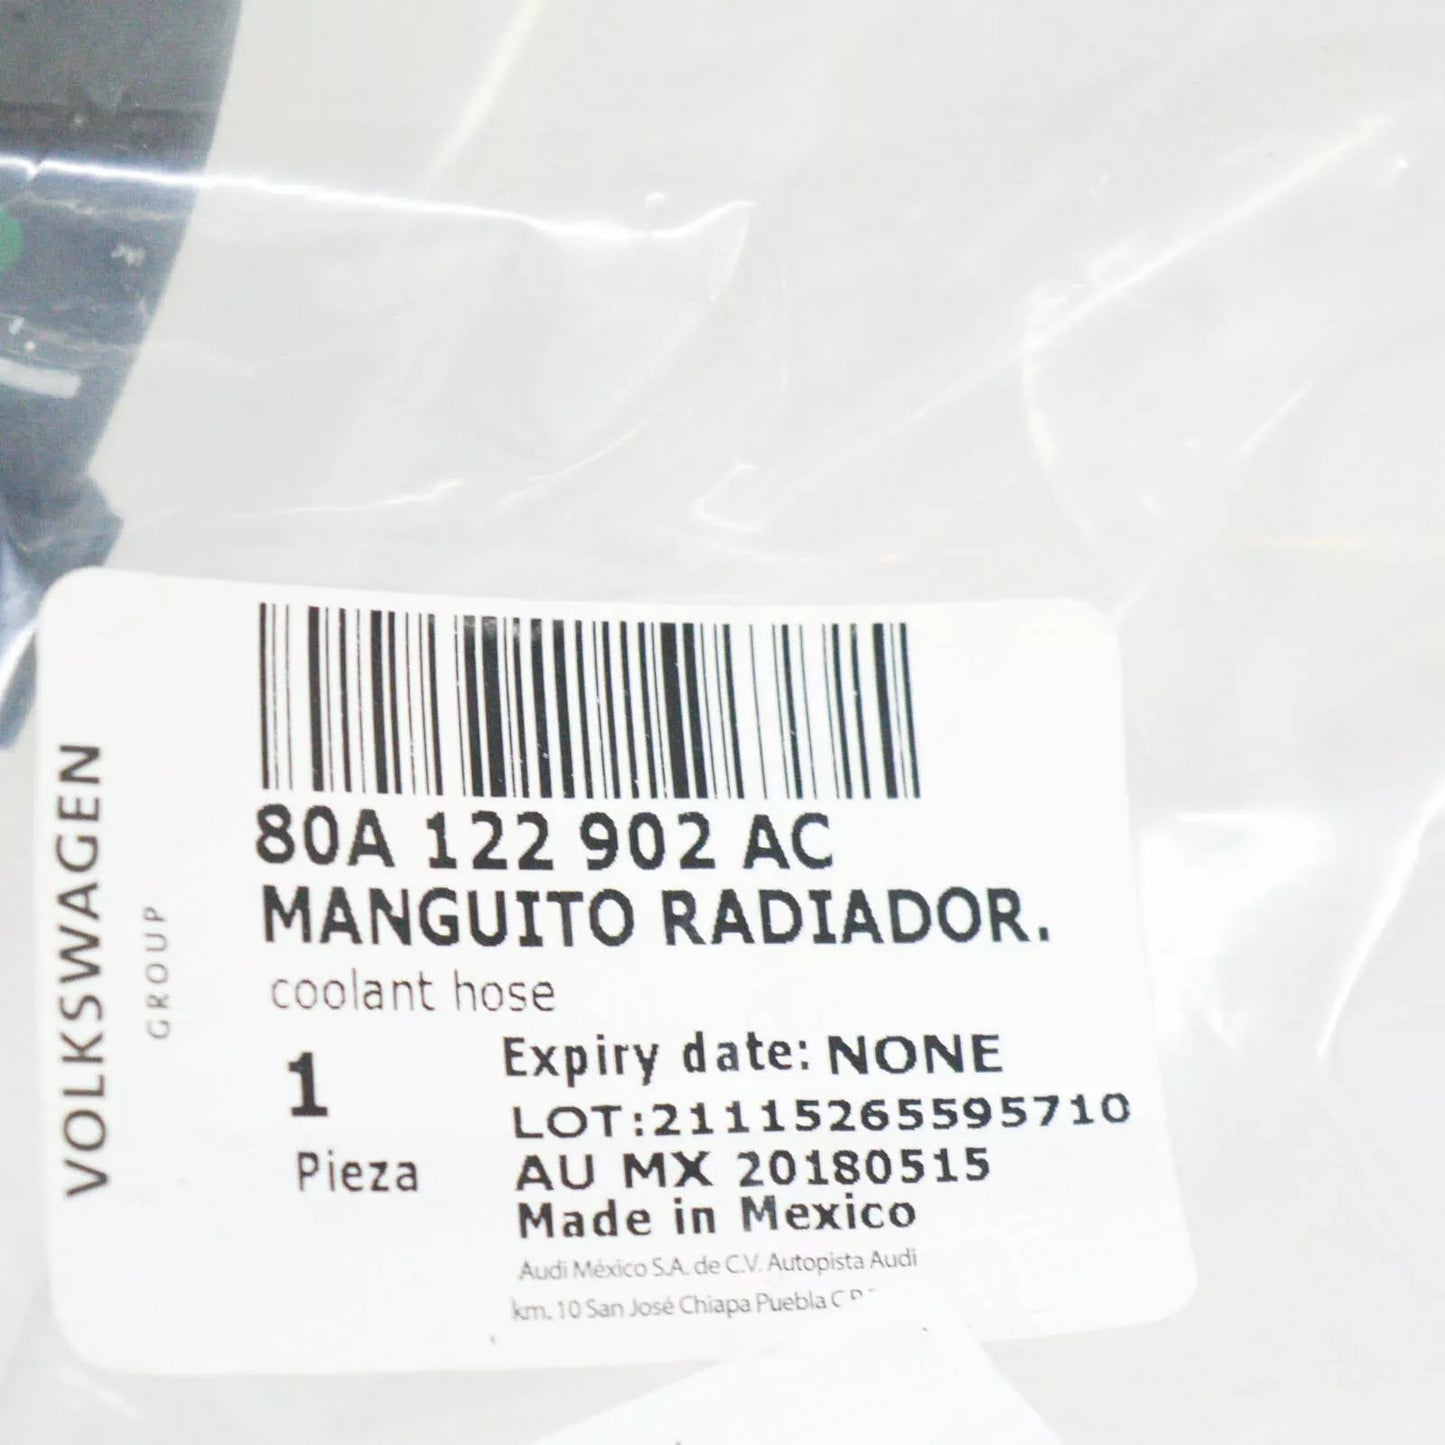 VOLKSWAGEN
GROUP
80A 122 902 AC
MANGUITO RADIADOR.
coolant hose
1
Pieza
Expiry date: NONE
LOT:21115265595710
AU MX 20180515
Made in Mexico
Audi México S.A. de C.V. Autopista Audi
km. 10 San José Chiapa Puebla